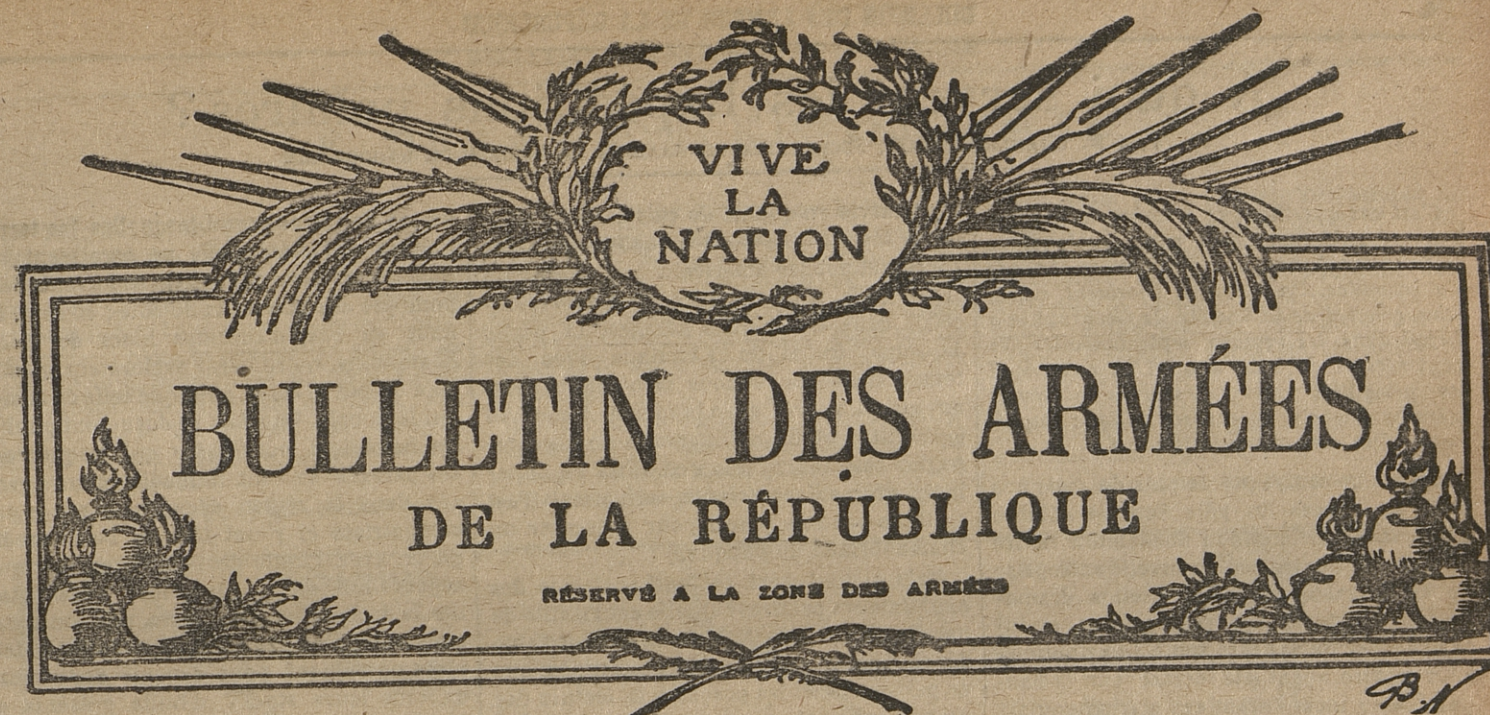 VIVE
LA
NATION
BULLETIN DES ARMÉES
DE LA RÉPUBLIQUE
RÉSERVÉ A LA ZONE DES ARMÉES